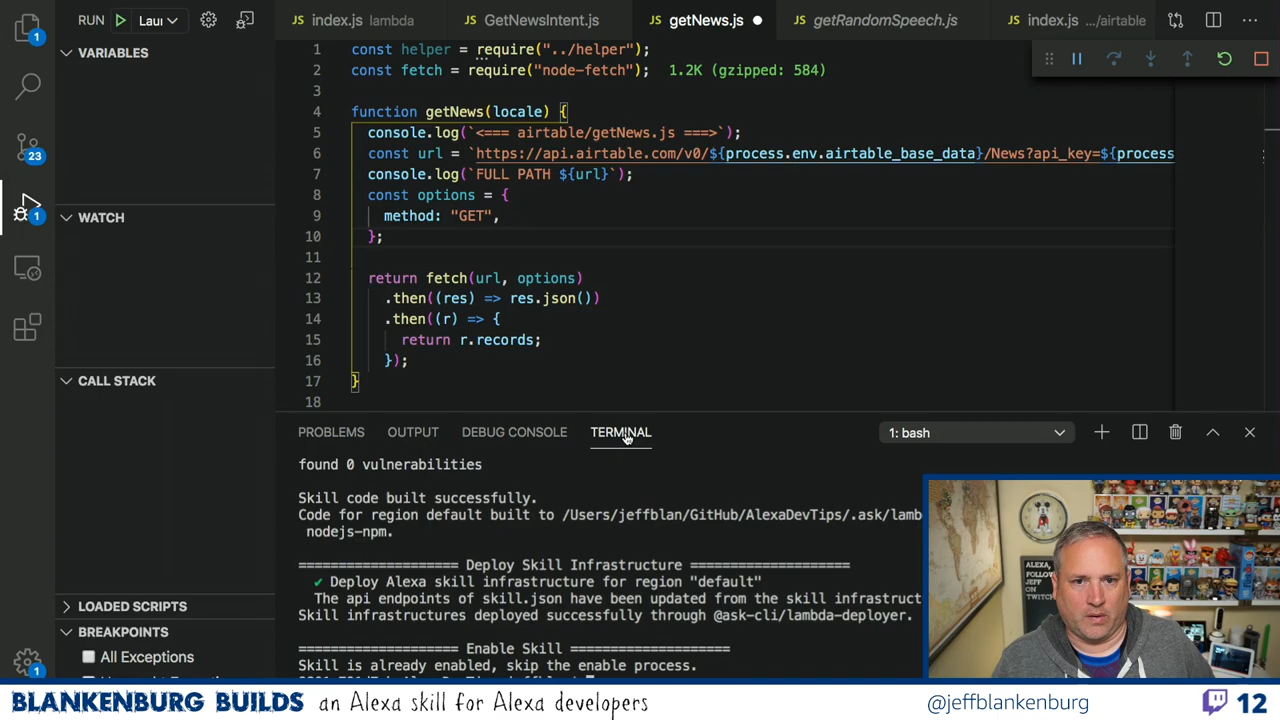 RUN Laui
index.js lambda
GetNewsIntent.js
getNews.js
getRandomSpeech.js
index.js .../airtable
1
23
1
1
VARIABLES
WATCH
CALL STACK
LOADED SCRIPTS
BREAKPOINTS
All Exceptions
1 const helper = require("../helper");
2 const fetch = require("node-fetch"); 1.2K (gzipped: 584)
3
4 function getNews(locale) {
5 console.log(`<=== airtable/getNews.js ===>`);
6 const url = `https://api.airtable.com/v0/${process.env.airtable_base_data}/News?api_key=${process
7 console.log(`FULL PATH ${url}`);
8 const options = {
9 method: "GET",
10 };
11
12 return fetch(url, options)
13 .then((res) => res.json())
14 .then((r) => {
15 return r.records;
16 });
17 }
18
PROBLEMS OUTPUT DEBUG CONSOLE TERMINAL 1: bash
found 0 vulnerabilities
Skill code built successfully.
Code for region default built to /Users/jeffblan/GitHub/AlexaDevTips/.ask/lamb
nodejs-npm.
==================== Deploy Skill Infrastructure ====================
✔ Deploy Alexa skill infrastructure for region "default"
The api endpoints of skill.json have been updated from the skill infrastruct
Skill infrastructures deployed successfully through @ask-cli/lambda-deployer.
==================== Enable Skill ====================
Skill is already enabled, skip the enable process.
ALEXA,
FOLLOW
JEFF
ON
TWITCH
BLANKENBURG BUILDS an Alexa skill for Alexa developers
@jeffblankenburg
12